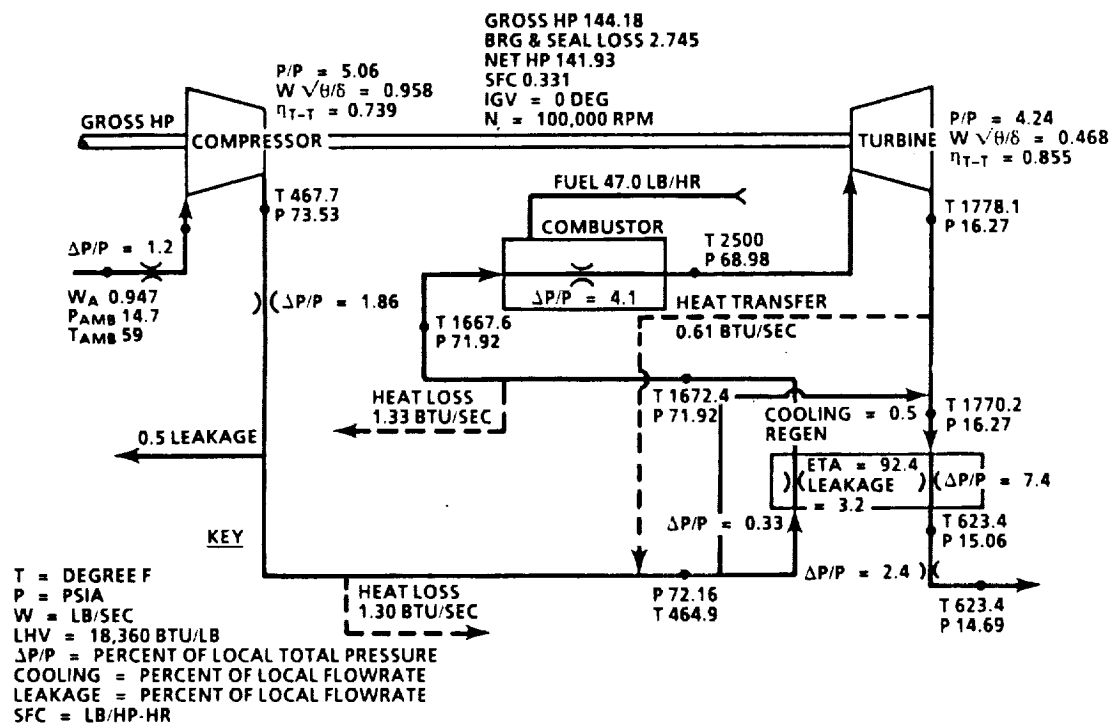 GROSS HP 144.18
BRG & SEAL LOSS 2.745
NET HP 141.93
SFC 0.331
IGV = 0 DEG
N = 100,000 RPM
P/P = 5.06
W √θ/δ = 0.958
ηT-T = 0.739
GROSS HP
COMPRESSOR
TURBINE
P/P = 4.24
W √θ/δ = 0.468
ηT-T = 0.855
T 467.7
P 73.53
FUEL 47.0 LB/HR
COMBUSTOR
T 2500
P 68.98
T 1778.1
P 16.27
ΔP/P = 1.2
WA 0.947
PAMB 14.7
TAMB 59
ΔP/P = 1.86
ΔP/P = 4.1
HEAT TRANSFER
0.61 BTU/SEC
T 1667.6
P 71.92
HEAT LOSS
1.33 BTU/SEC
T 1672.4
P 71.92
COOLING = 0.5
REGEN
T 1770.2
P 16.27
0.5 LEAKAGE
ETA = 92.4
LEAKAGE
= 3.2
ΔP/P = 7.4
ΔP/P = 0.33
T 623.4
P 15.06
KEY
T = DEGREE F
P = PSIA
W = LB/SEC
LHV = 18,360 BTU/LB
ΔP/P = PERCENT OF LOCAL TOTAL PRESSURE
COOLING = PERCENT OF LOCAL FLOWRATE
LEAKAGE = PERCENT OF LOCAL FLOWRATE
SFC = LB/HP-HR
HEAT LOSS
1.30 BTU/SEC
P 72.16
T 464.9
ΔP/P = 2.4
T 623.4
P 14.69